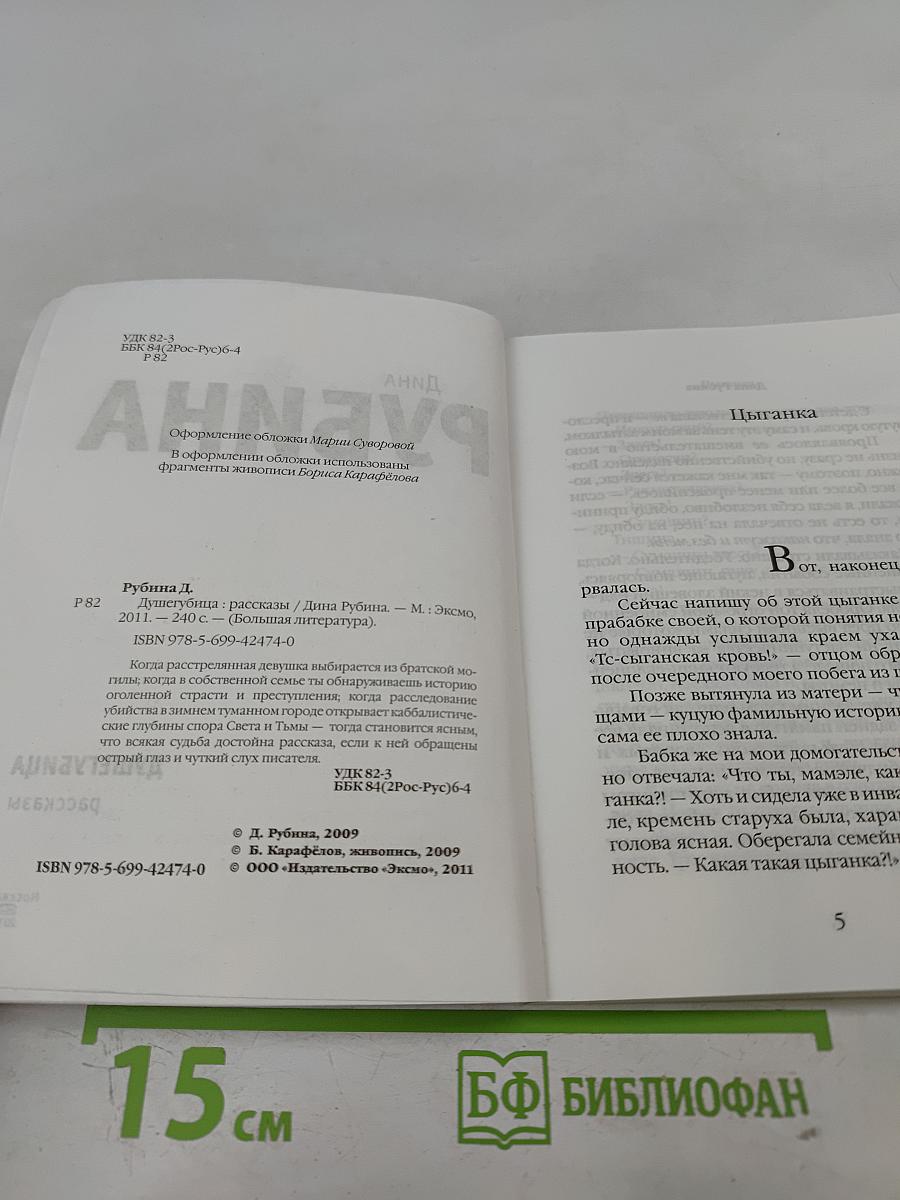 УДК 82-3
ББК 84(2Рос-Рус)6-4
Р 82
Дина
РУБИНА
Оформление обложки Марии Суворовой
В оформлении обложки использованы
фрагменты живописи Бориса Карафёлова
Рубина Д.
Р 82 Душегубица : рассказы / Дина Рубина. — М. : Эксмо,
2011. — 240 с. — (Большая литература).
ISBN 978-5-699-42474-0
Когда расстрелянная девушка выбирается из братской мо-
гилы; когда в собственной семье ты обнаруживаешь историю
оголенной страсти и преступления; когда расследование
убийства в зимнем туманном городе открывает каббалистиче-
ские глубины спора Света и Тьмы — тогда становится ясным,
что всякая судьба достойна рассказа, если к ней обращены
острый глаз и чуткий слух писателя.
ДУШЕГУБИЦА
рассказы
УДК 82-3
ББК 84(2Рос-Рус)6-4
© Д. Рубина, 2009
© Б. Карафёлов, живопись, 2009
ISBN 978-5-699-42474-0 © ООО «Издательство «Эксмо», 2011
Цыганка
Вот, наконец
рвалась.
Сейчас напишу об этой цыганке
прабабке своей, о которой понятия не
но однажды услышала краем уха
«Тс-сыганская кровь!» — отцом обр
после очередного моего побега из
Позже вытянула из матери —
щами — куцую фамильную истори
сама ее плохо знала.
Бабка же на мои домогательст
но отвечала: «Что ты, мамэле, как
ганка?! — Хоть и сидела уже в инва
ле, кремень старуха была, хара
голова ясная. Оберегала семейн
ность. — Какая такая цыганка?!»
5
15 см
БФ БИБЛИОФАН